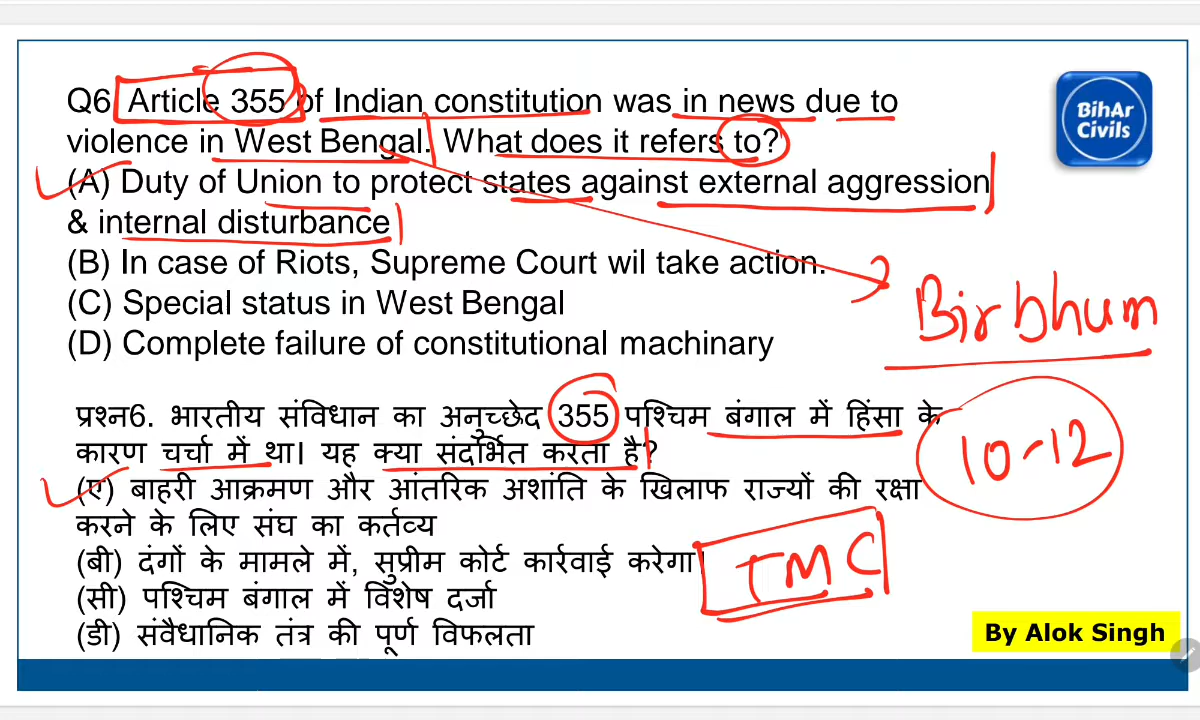 Q6 Article 355 of Indian constitution was in news due to
violence in West Bengal. What does it refers to?
(A) Duty of Union to protect states against external aggression
& internal disturbance
(B) In case of Riots, Supreme Court wil take action.
(C) Special status in West Bengal
(D) Complete failure of constitutional machinary
BihAr
Civils
Birbhum
प्रश्न6. भारतीय संविधान का अनुच्छेद 355 पश्चिम बंगाल में हिंसा के
कारण चर्चा में था। यह क्या संदर्भित करता है?
(ए) बाहरी आक्रमण और आंतरिक अशांति के खिलाफ राज्यों की रक्षा
करने के लिए संघ का कर्तव्य
(बी) दंगों के मामले में, सुप्रीम कोर्ट कार्रवाई करेगा।
(सी) पश्चिम बंगाल में विशेष दर्जा
(डी) संवैधानिक तंत्र की पूर्ण विफलता
10-12
TMC
By Alok Singh